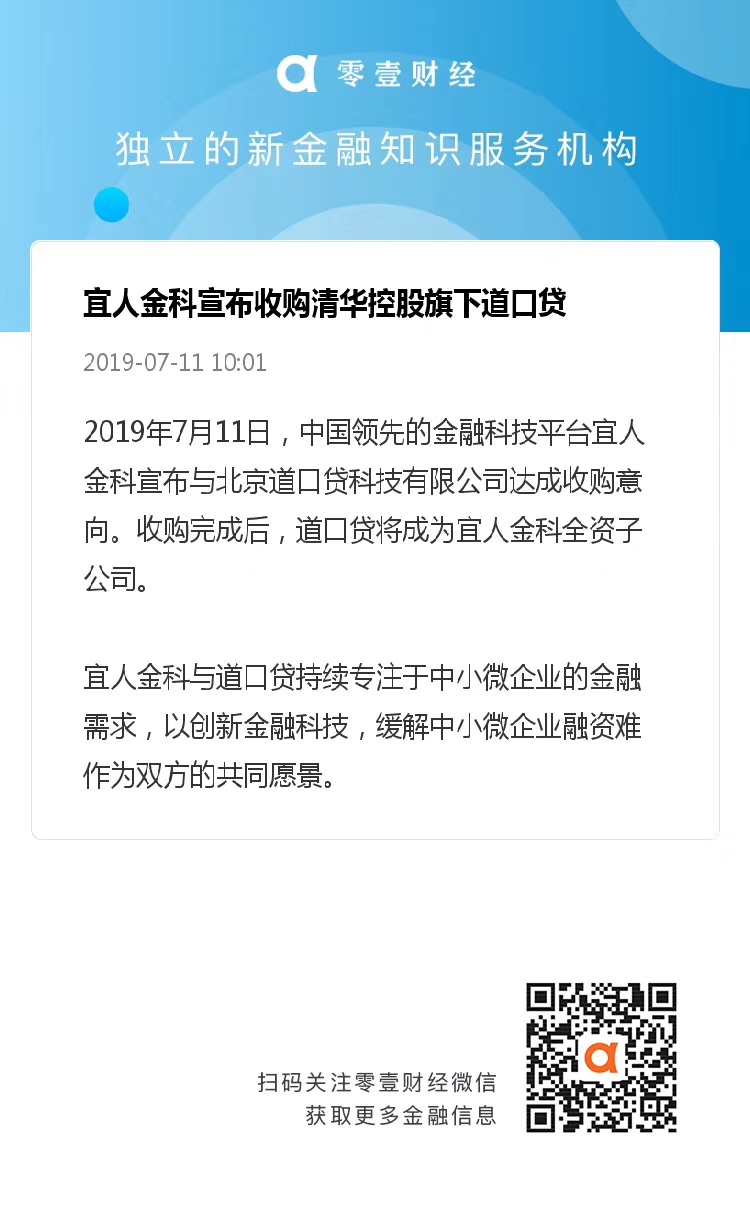 零壹财经
独立的新金融知识服务机构
宜人金科宣布收购清华控股旗下道口贷
2019-07-11 10:01
2019年7月11日，中国领先的金融科技平台宜人
金科宣布与北京道口贷科技有限公司达成收购意
向。收购完成后，道口贷将成为宜人金科全资子
公司。
宜人金科与道口贷持续专注于中小微企业的金融
需求，以创新金融科技，缓解中小微企业融资难
作为双方的共同愿景。
扫码关注零壹财经微信
获取更多金融信息